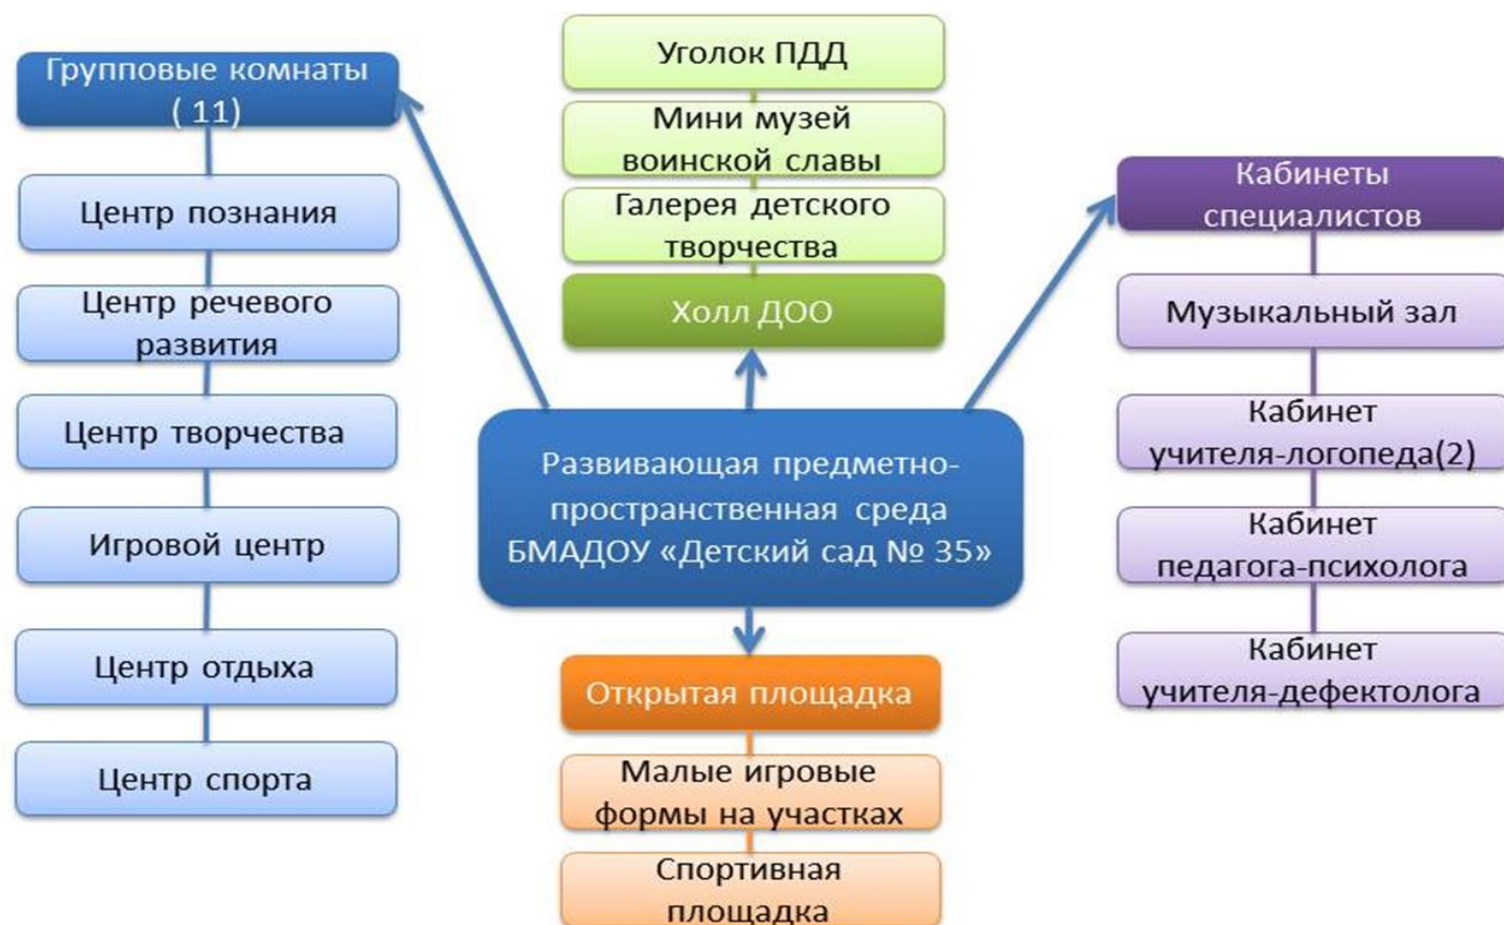 Групповые комнаты
( 11)
Центр познания
Центр речевого
развития
Центр творчества
Игровой центр
Центр отдыха
Центр спорта
Уголок ПДД
Мини музей
воинской славы
Галерея детского
творчества
Холл ДОО
Развивающая предметно-
пространственная среда
БМАДОУ «Детский сад № 35»
Открытая площадка
Малые игровые
формы на участках
Спортивная
площадка
Кабинеты
специалистов
Музыкальный зал
Кабинет
учителя-логопеда(2)
Кабинет
педагога-психолога
Кабинет
учителя-дефектолога